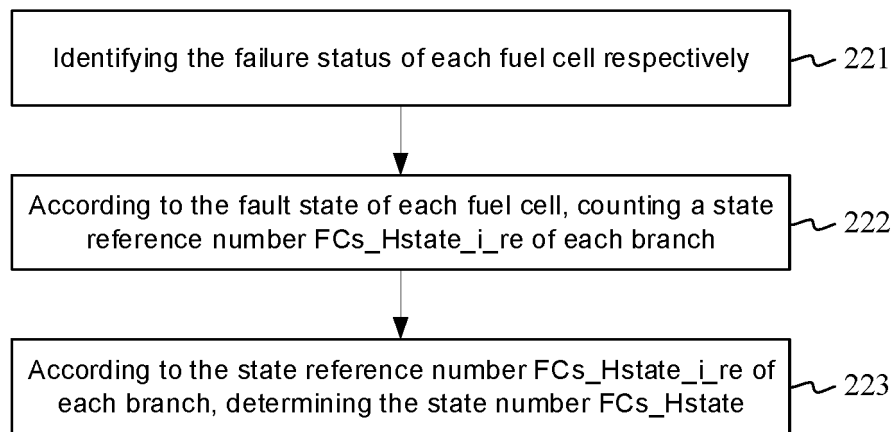 Identifying the failure status of each fuel cell respectively
221
According to the fault state of each fuel cell, counting a state
reference number FCs_Hstate_i_re of each branch
222
According to the state reference number FCs_Hstate_i_re of
each branch, determining the state number FCs_Hstate
223